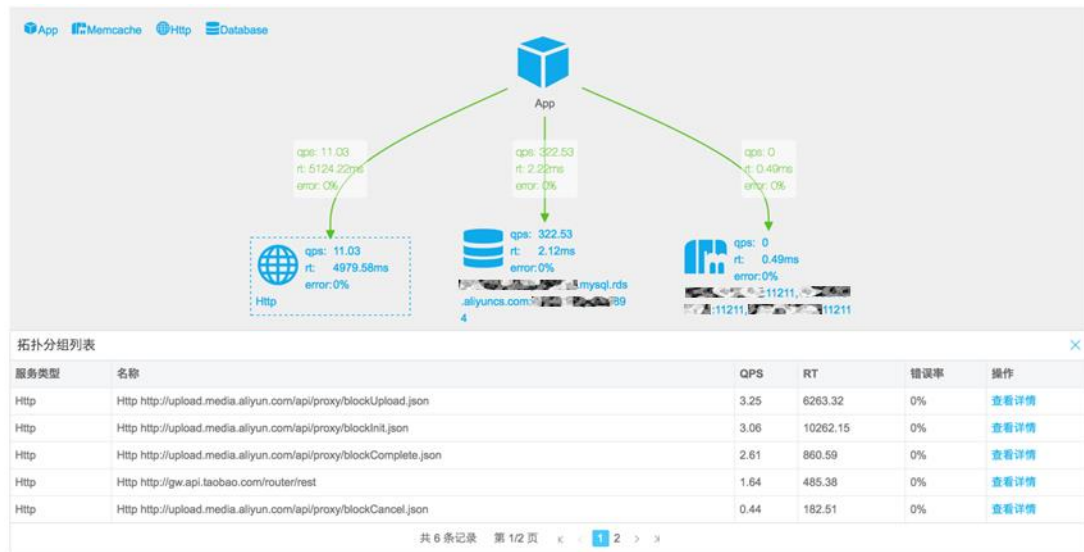 App Memcache Http Database
App
qps: 11.03
rt: 5124.22ms
error: 0%
qps: 322.53
rt: 2.22ms
error: 0%
qps: 0
rt: 0.49ms
error: 0%
qps: 11.03
rt: 4979.58ms
error:0%
Http
qps: 322.53
rt: 2.12ms
error:0%
.mysql.rds
.aliyuncs.com: 89
4
qps: 0
rt: 0.49ms
error:0%
:11211,
:11211, 11211
拓扑分组列表
服务类型 名称 QPS RT 错误率 操作
Http Http http://upload.media.aliyun.com/api/proxy/blockUpload.json 3.25 6263.32 0% 查看详情
Http Http http://upload.media.aliyun.com/api/proxy/blockInit.json 3.06 10262.15 0% 查看详情
Http Http http://upload.media.aliyun.com/api/proxy/blockComplete.json 2.61 860.59 0% 查看详情
Http Http http://gw.api.taobao.com/router/rest 1.64 485.38 0% 查看详情
Http Http http://upload.media.aliyun.com/api/proxy/blockCancel.json 0.44 182.51 0% 查看详情
共 6 条记录 第 1/2 页 1 2